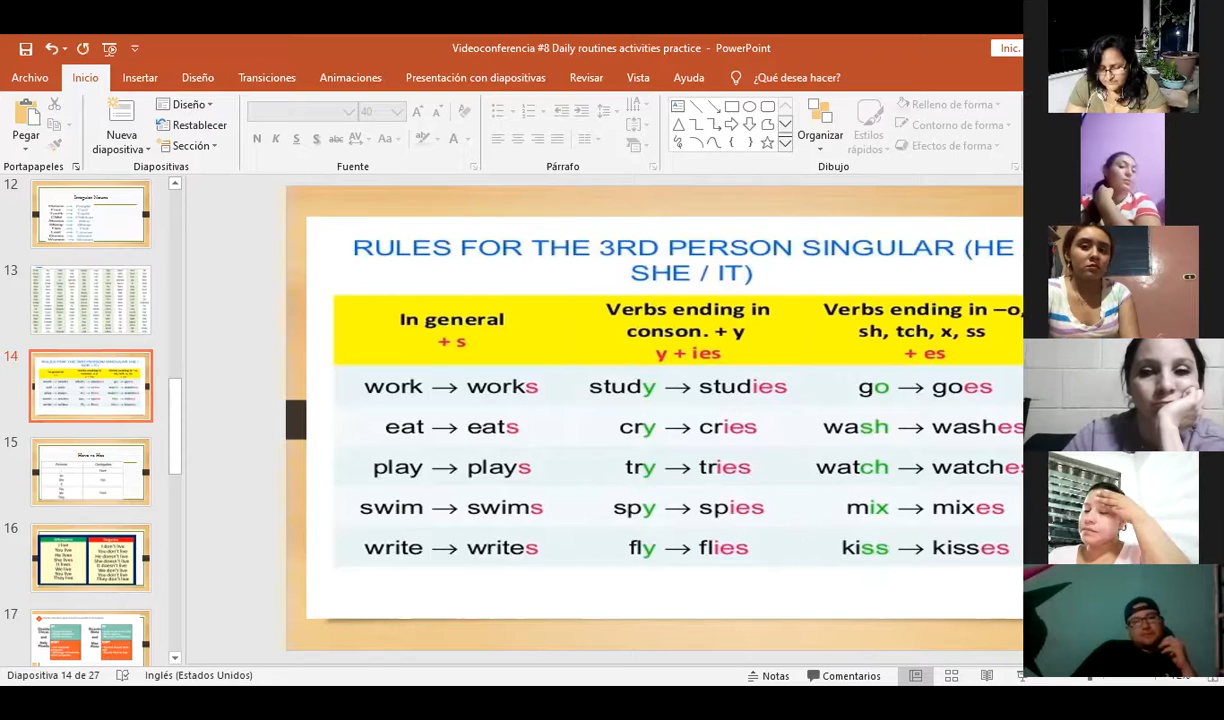 Videoconferencia #8 Daily routines activities practice - PowerPoint
Inic.
Archivo Inicio Insertar Diseño Transiciones Animaciones Presentación con diapositivas Revisar Vista Ayuda ¿Qué desea hacer?
Pegar
Nueva diapositiva
Diseño
Restablecer
Sección
40
N K S S abc AV Aa A
Organizar
Estilos rápidos
Relleno de forma
Contorno de forma
Efectos de forma
Portapapeles Diapositivas Fuente Párrafo Dibujo
12
13
14
15
16
17
RULES FOR THE 3RD PERSON SINGULAR (HE
SHE / IT)
In general
+ s
Verbs ending in
conson. + y
y + ies
Verbs ending in –o,
sh, tch, x, ss
+ es
work → works study → studies go → goes
eat → eats cry → cries wash → washes
play → plays try → tries watch → watches
swim → swims spy → spies mix → mixes
write → writes fly → flies kiss → kisses
Diapositiva 14 de 27 Inglés (Estados Unidos) Notas Comentarios